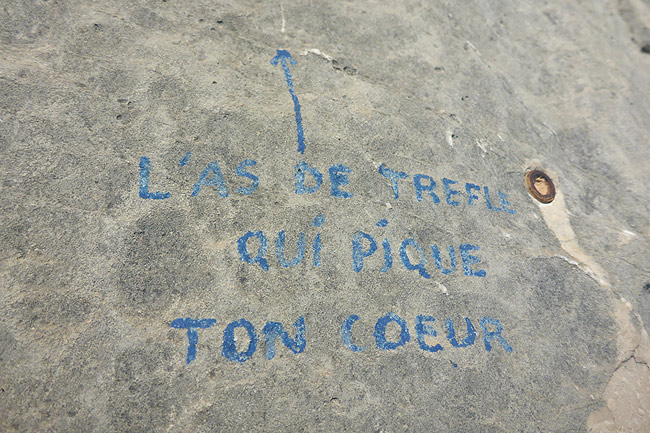 L'AS DE TREFLE
QUI PIQUE
TON COEUR